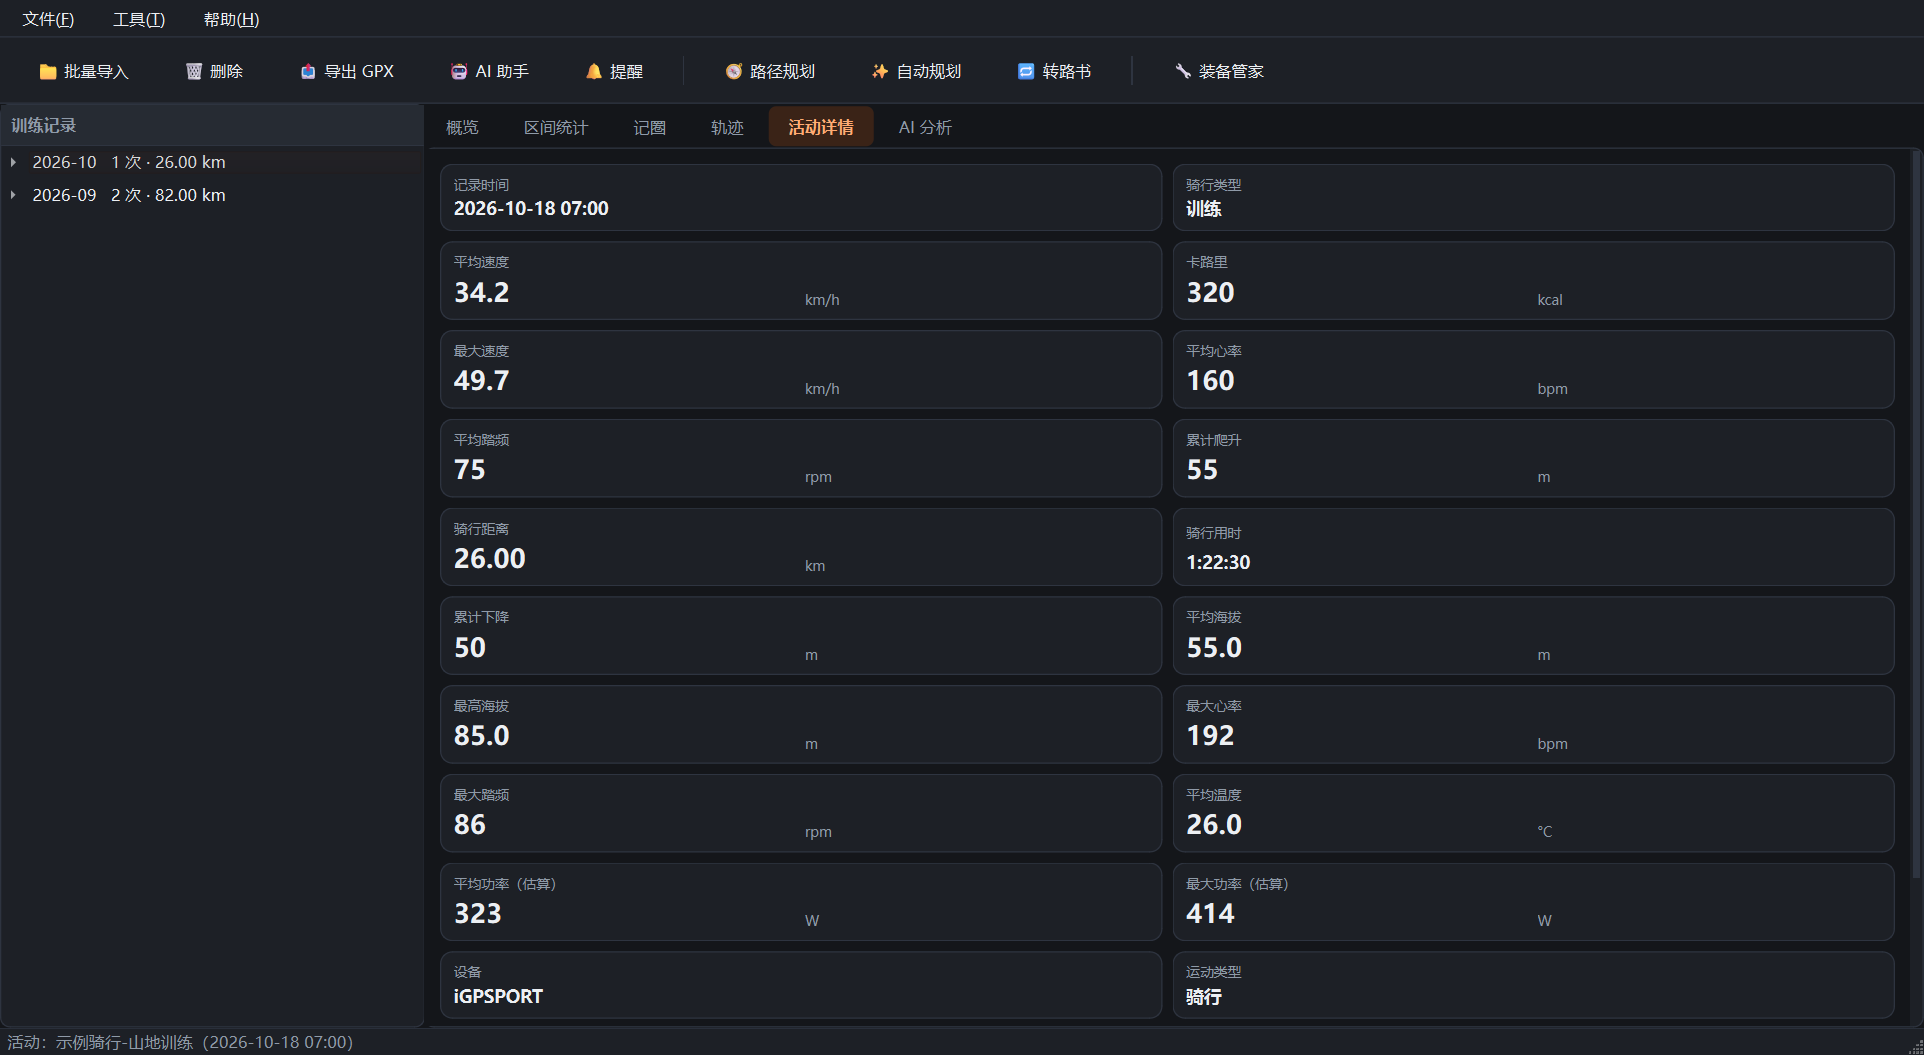 文件(F) 工具(T) 帮助(H)
批量导入 删除 导出 GPX AI 助手 提醒 路径规划 自动规划 转路书 装备管家
训练记录
2026-10 1 次 · 26.00 km
2026-09 2 次 · 82.00 km
概览 区间统计 记圈 轨迹 活动详情 AI 分析
记录时间
2026-10-18 07:00
骑行类型
训练
平均速度
34.2 km/h
卡路里
320 kcal
最大速度
49.7 km/h
平均心率
160 bpm
平均踏频
75 rpm
累计爬升
55 m
骑行距离
26.00 km
骑行用时
1:22:30
累计下降
50 m
平均海拔
55.0 m
最高海拔
85.0 m
最大心率
192 bpm
最大踏频
86 rpm
平均温度
26.0 °C
平均功率（估算）
323 W
最大功率（估算）
414 W
设备
iGPSPORT
运动类型
骑行
活动：示例骑行-山地训练（2026-10-18 07:00）